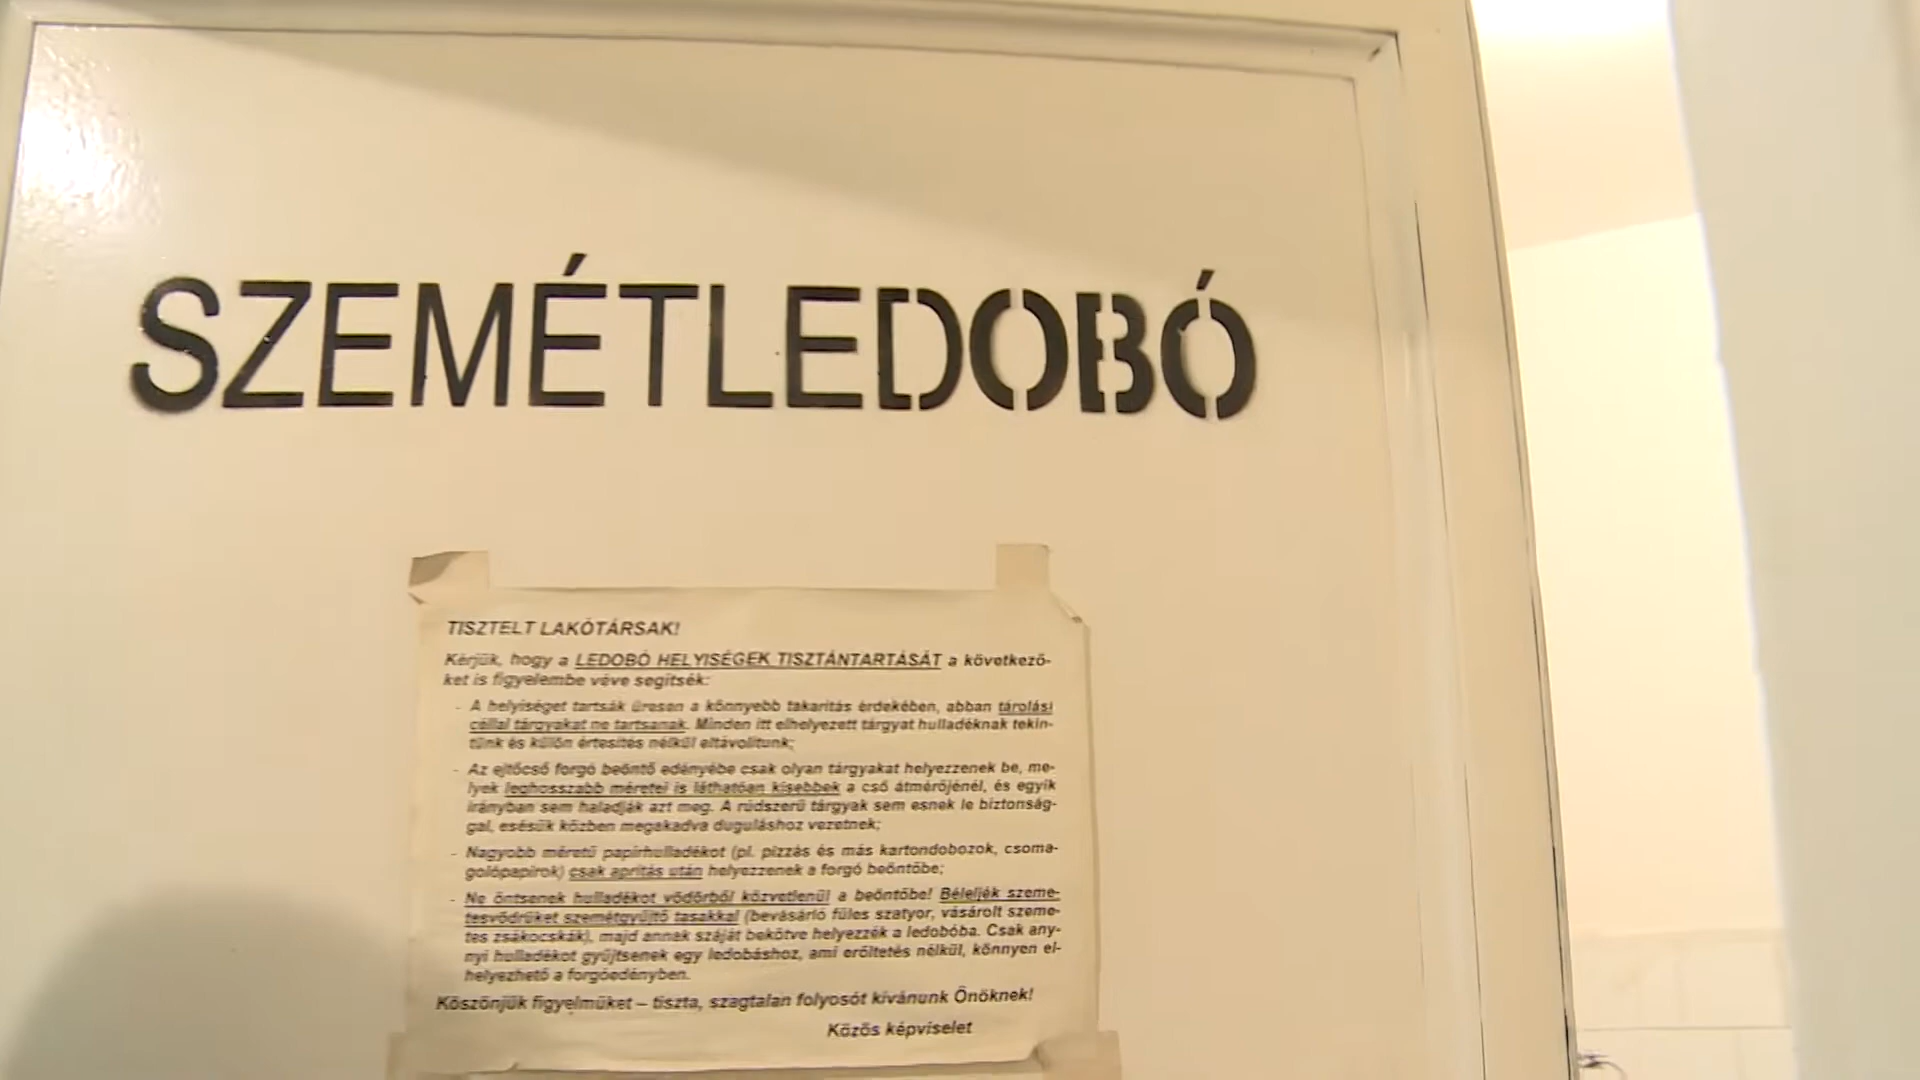 SZEMÉTLEDOBÓ
TISZTELT LAKÓTÁRSAK!
Kérjük, hogy a LEDOBÓ HELYISÉGEK TISZTÁNTARTÁSÁT a következő-
ket is figyelembe véve segítsék:
- A helyiséget tartsák üresen a könnyebb takarítás érdekében, abban tárolási
céllal tárgyakat ne tartsanak. Minden itt elhelyezett tárgyat hulladéknak tekin-
tünk és külön értesítés nélkül eltávolítunk;
- Az ejtőcső forgó beöntő edényébe csak olyan tárgyakat helyezzenek be, me-
lyek leghosszabb méretei is láthatóan kisebbek a cső átmérőjénél, és egyik
irányban sem haladják azt meg. A rúdszerű tárgyak sem esnek le biztonság-
gal, esésük közben megakadva duguláshoz vezetnek;
- Nagyobb méretű papírhulladékot (pl. pizzás és más kartondobozok, csoma-
golópapírok) csak aprítás után helyezzenek a forgó beöntőbe;
- Ne öntsenek hulladékot vödörből közvetlenül a beöntőbe! Béleljék szeme-
tesvödrüket szemétgyűjtő tasakkal (bevásárló füles szatyor, vásárolt szeme-
tes zsákocskák), majd annak száját bekötve helyezzék a ledobóba. Csak any-
nyi hulladékot gyűjtsenek egy ledobáshoz, ami erőltetés nélkül, könnyen el-
helyezhető a forgóedényben.
Köszönjük figyelmüket – tiszta, szagtalan folyosót kívánunk Önöknek!
Közös képviselet